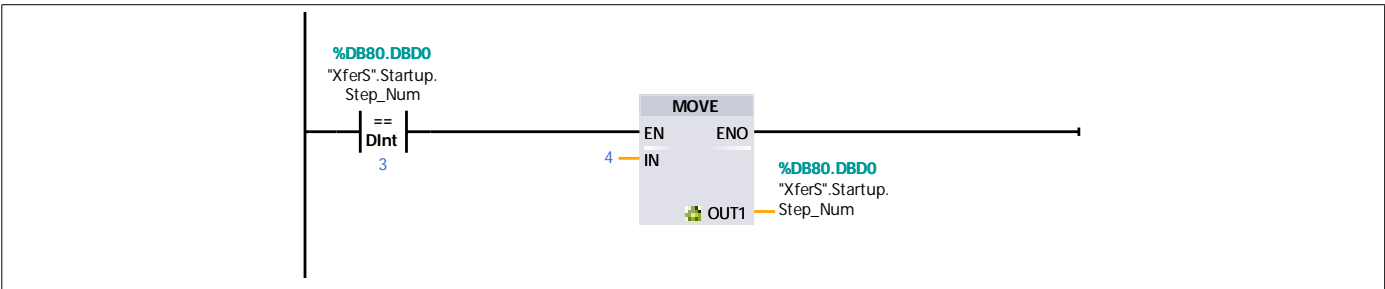 %DB80.DBD0
"XferS".Startup.
Step_Num
==
DInt
3
MOVE
EN ENO
4 IN
%DB80.DBD0
"XferS".Startup.
OUT1 Step_Num